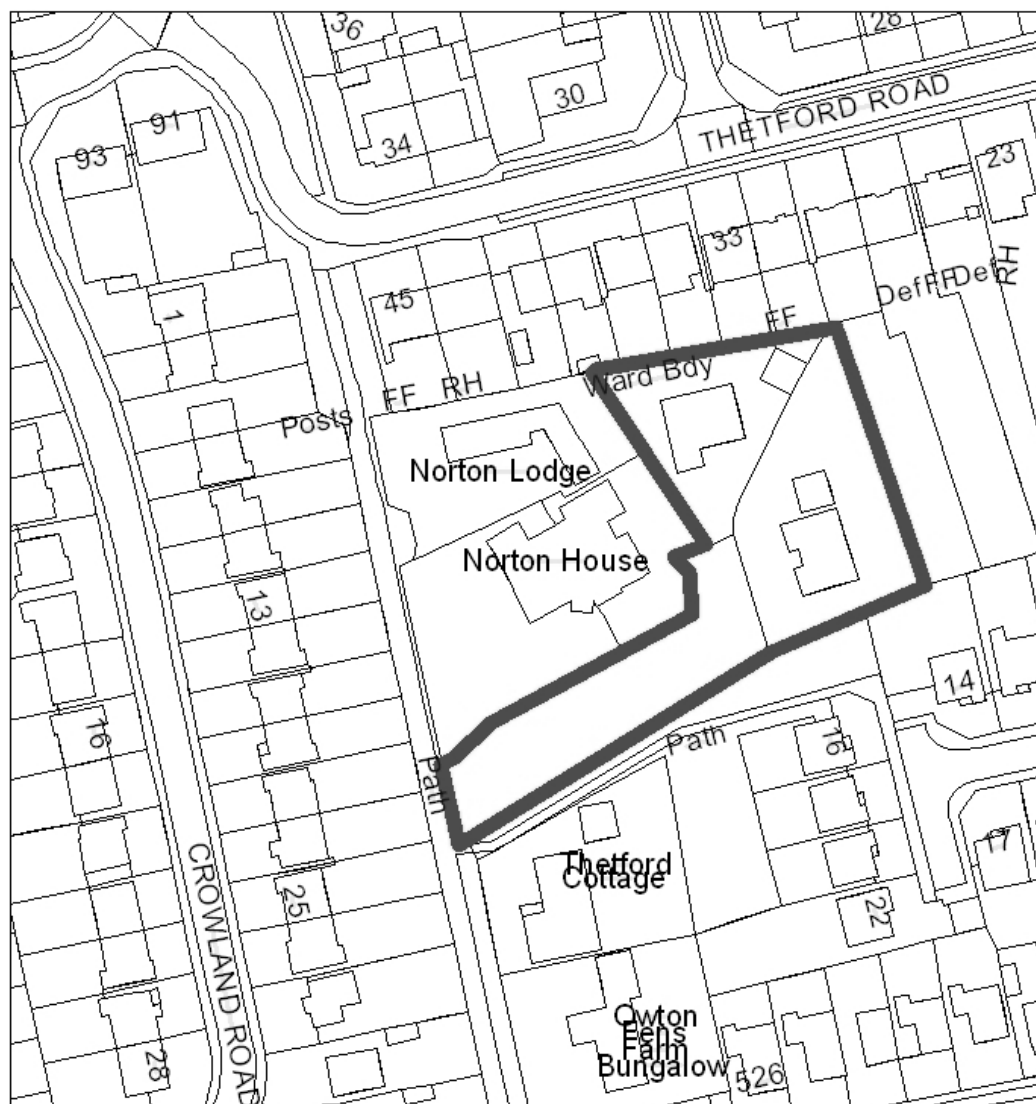 36
28
30
THETFORD ROAD
91
34
93
23
33
RH
DefFFDef
45
1
FF
Ward Bdy
FF RH
Posts
Norton Lodge
Norton House
13
14
16
Path
16
Path
17
Thetford
Cottage
25
22
CROWLAND ROAD
Owton
Fens
Farm
Bungalow
28
526